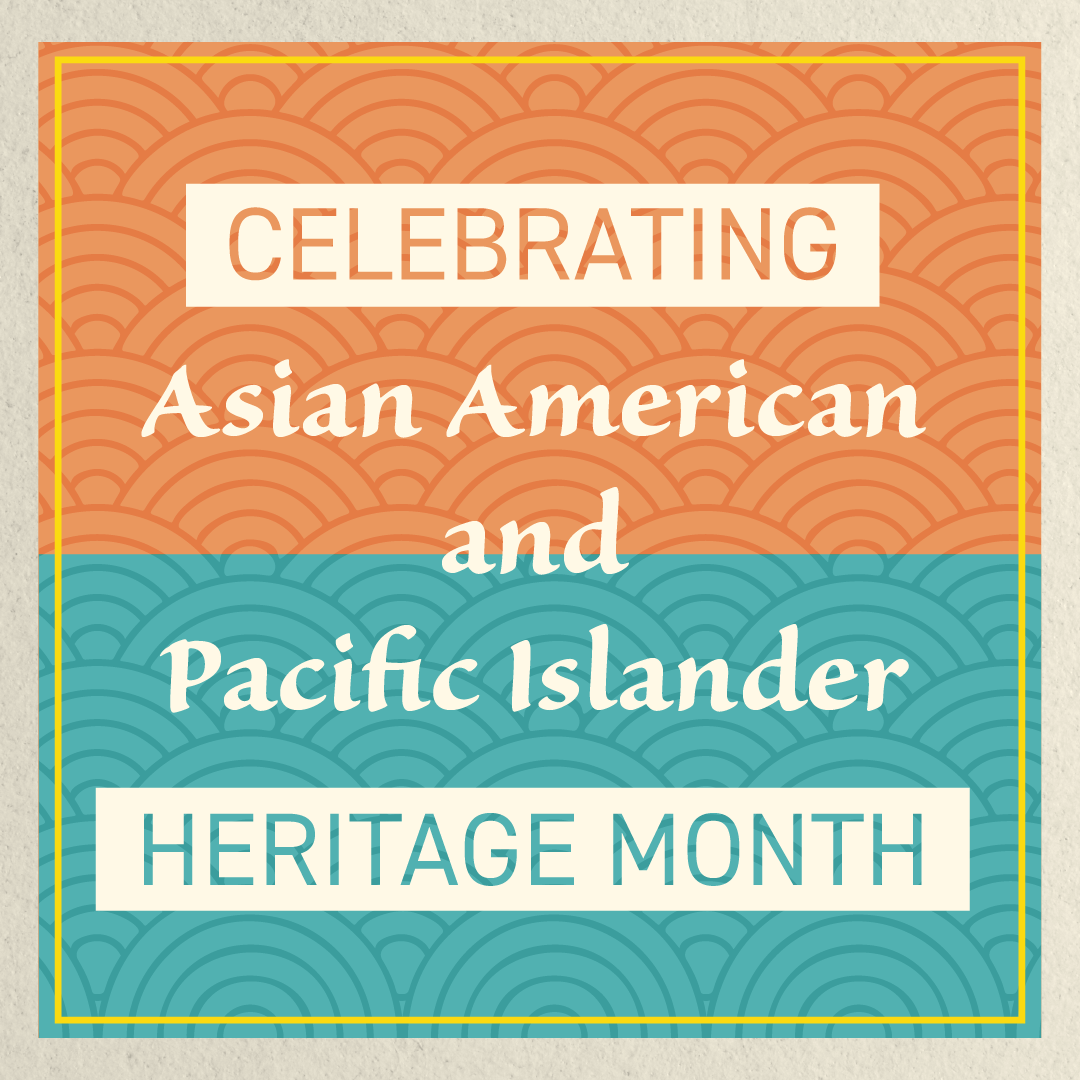 CELEBRATING
Asian American
and
Pacific Islander
HERITAGE MONTH